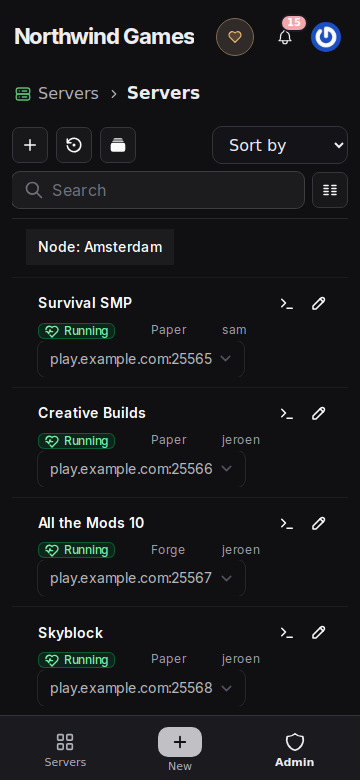 Northwind Games
15
Servers > Servers
Sort by
Search
Node: Amsterdam
Survival SMP
Running Paper sam
play.example.com:25565
Creative Builds
Running Paper jeroen
play.example.com:25566
All the Mods 10
Running Forge jeroen
play.example.com:25567
Skyblock
Running Paper jeroen
play.example.com:25568
Servers New Admin